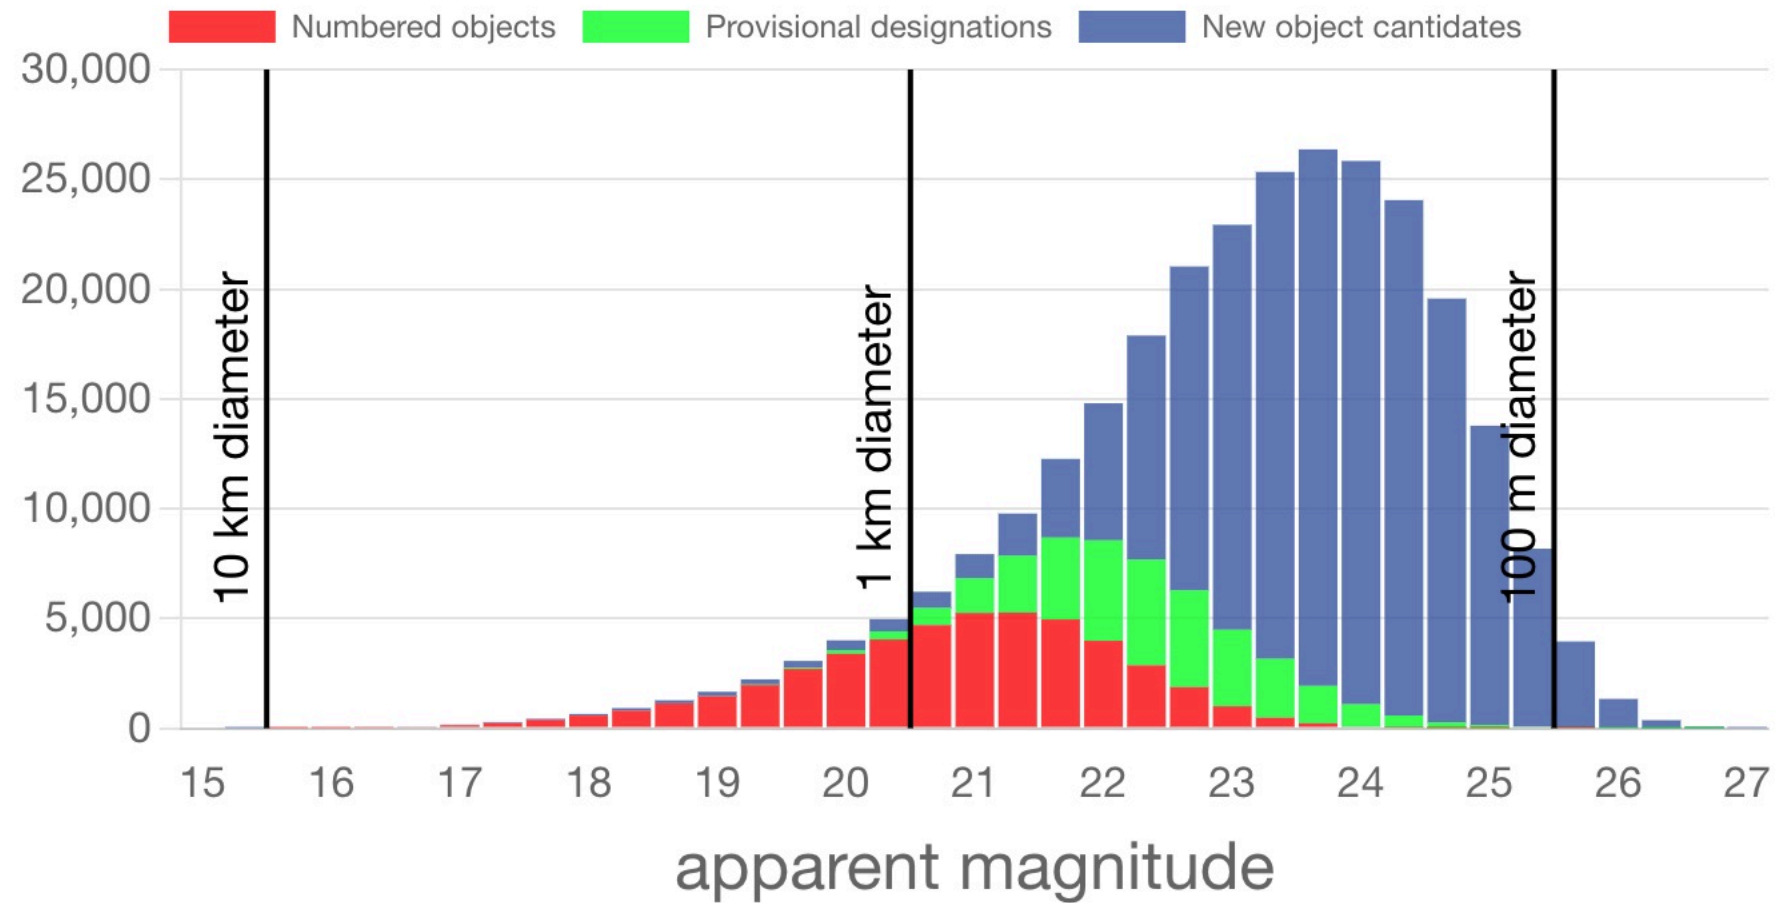 Numbered objects Provisional designations New object cantidates
30,000
25,000
20,000
15,000
10,000
5,000
0
10 km diameter
1 km diameter
100 m diameter
15 16 17 18 19 20 21 22 23 24 25 26 27
apparent magnitude